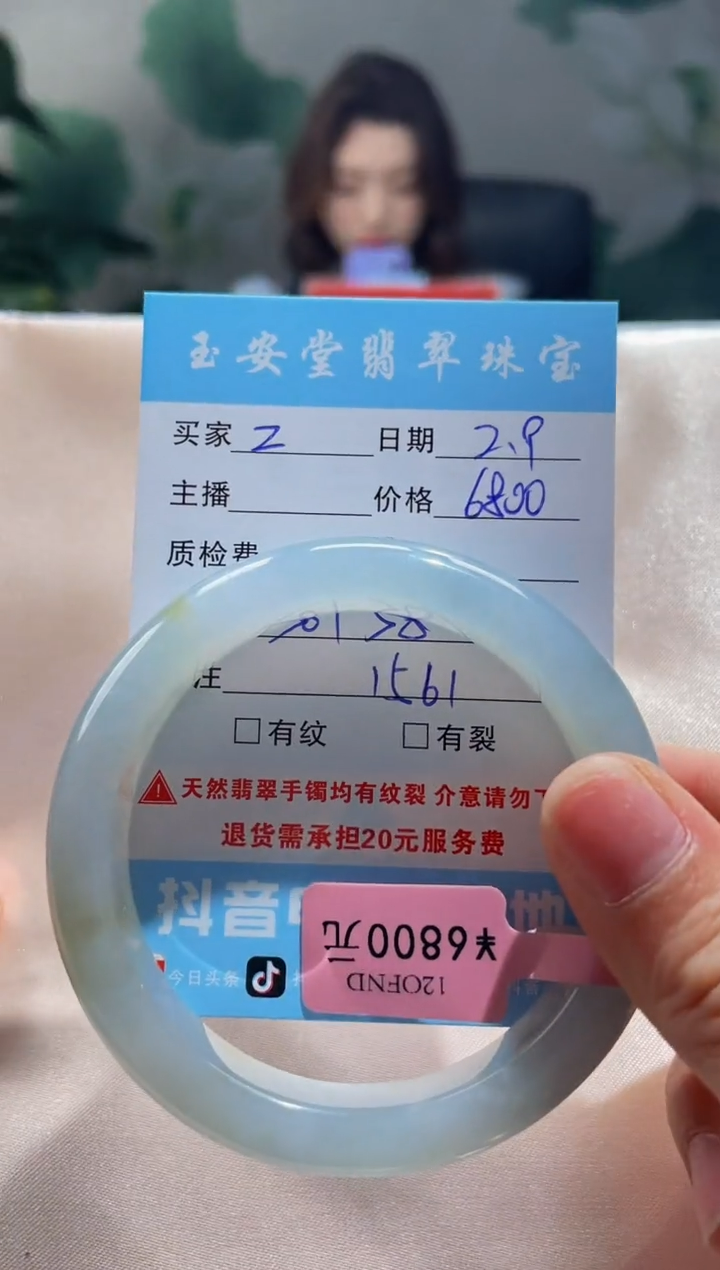 玉安堂翡翠珠宝
买家 Z 日期 2.9
主播 价格 6800
质检费
注 1561
□有纹 □有裂
天然翡翠手镯均有纹裂 介意请勿下
退货需承担20元服务费
抖音
今日头条
¥6800元
12OFND